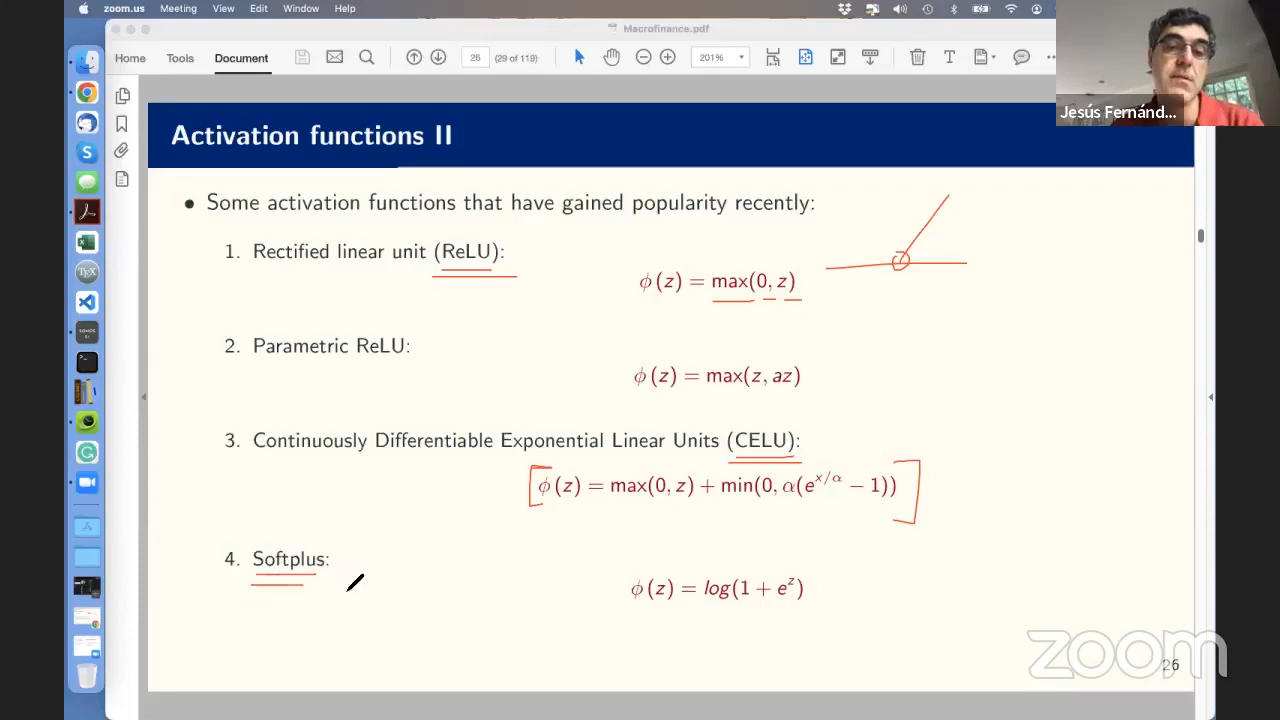 zoom.us Meeting View Edit Window Help
Macrofinance.pdf
Home Tools Document 26 (29 of 119) 201%
Jesús Fernánd...
Activation functions II
• Some activation functions that have gained popularity recently:
1. Rectified linear unit (ReLU):
ϕ(z) = max(0, z)
2. Parametric ReLU:
ϕ(z) = max(z, az)
3. Continuously Differentiable Exponential Linear Units (CELU):
ϕ(z) = max(0, z) + min(0, α(e^{x/α} − 1))
4. Softplus:
ϕ(z) = log(1 + e^z)
zoom
26